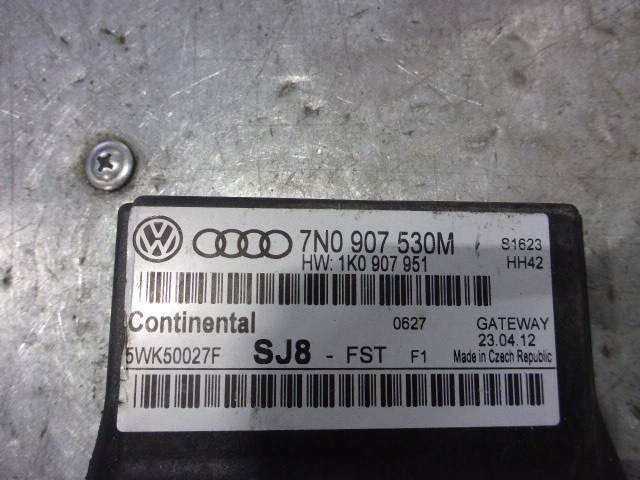 7N0 907 530M S1623
HW: 1K0 907 951 HH42
Continental 0627 GATEWAY
23.04.12
5WK50027F SJ8 - FST F1 Made in Czech Republic